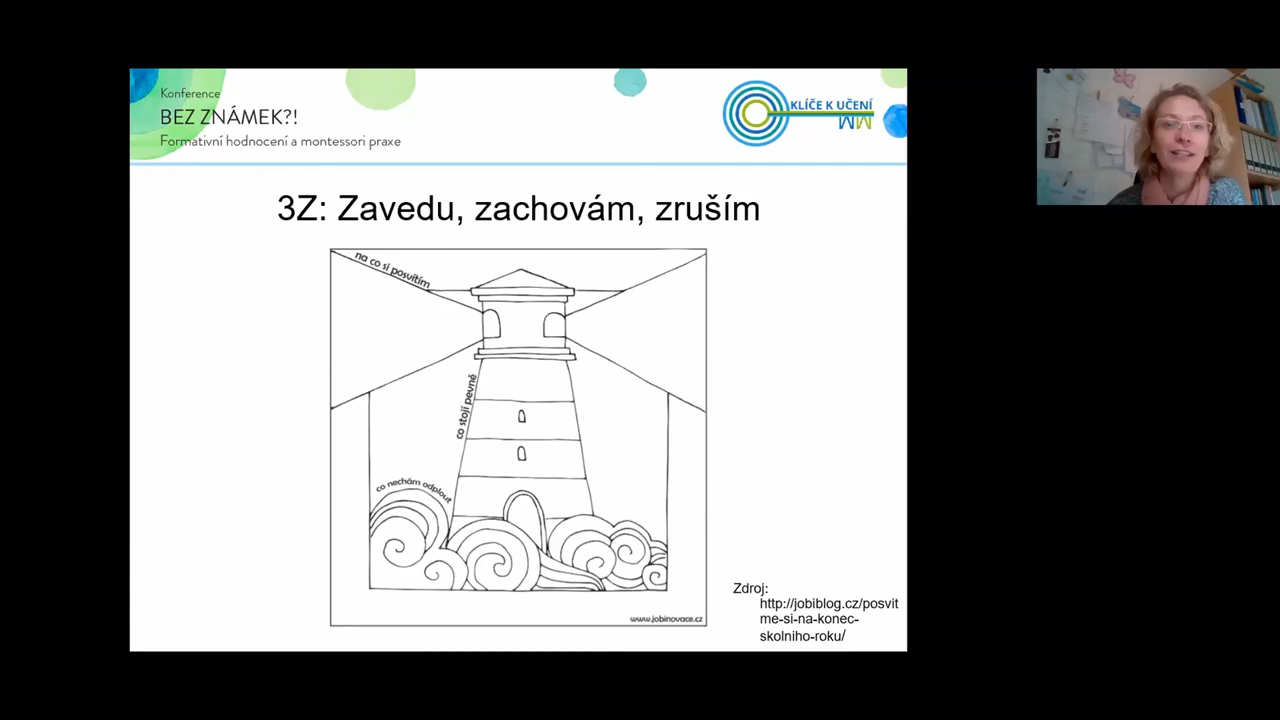 Konference
BEZ ZNÁMEK?!
Formativní hodnocení a montessori praxe
KLÍČE K UČENÍ
3Z: Zavedu, zachovám, zruším
na co si posvítím
co stojí pevně
co nechám odplout
www.jobinovace.cz
Zdroj:
http://jobiblog.cz/posvit
me-si-na-konec-
skolniho-roku/